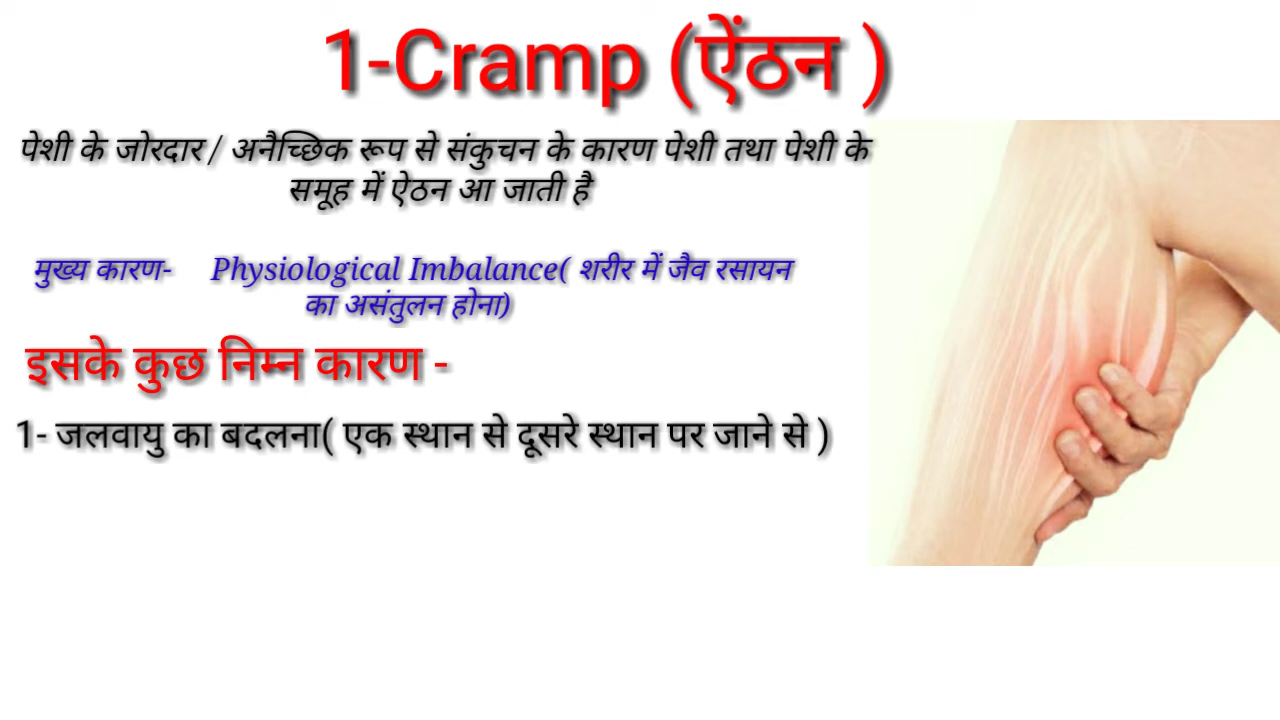 1-Cramp (ऐंठन )
पेशी के जोरदार / अनैच्छिक रूप से संकुचन के कारण पेशी तथा पेशी के
समूह में ऐठन आ जाती है
मुख्य कारण- Physiological Imbalance( शरीर में जैव रसायन
का असंतुलन होना)
इसके कुछ निम्न कारण -
1- जलवायु का बदलना( एक स्थान से दूसरे स्थान पर जाने से )